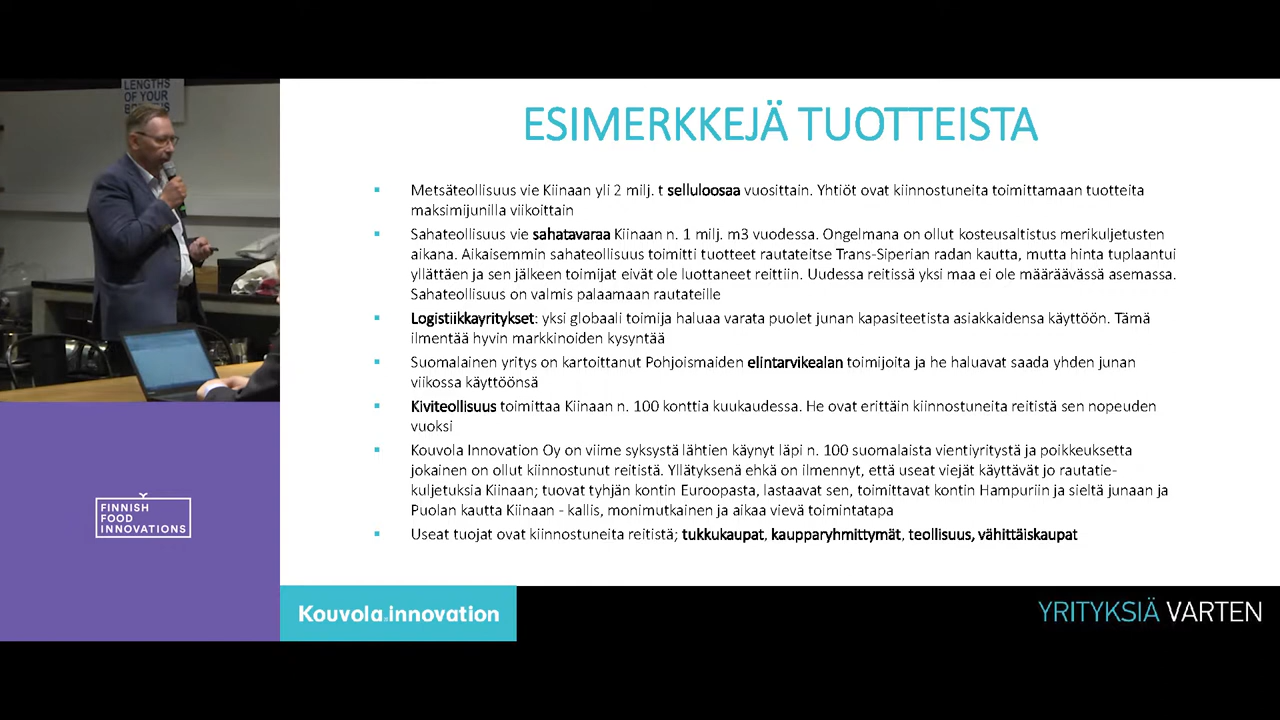 LENGTHS
OF YOUR
ESIMERKKEJÄ TUOTTEISTA
▪ Metsäteollisuus vie Kiinaan yli 2 milj. t selluloosaa vuosittain. Yhtiöt ovat kiinnostuneita toimittamaan tuotteita
maksimijunilla viikoittain
▪ Sahateollisuus vie sahatavaraa Kiinaan n. 1 milj. m3 vuodessa. Ongelmana on ollut kosteusaltistus merikuljetusten
aikana. Aikaisemmin sahateollisuus toimitti tuotteet rautateitse Trans-Siperian radan kautta, mutta hinta tuplaantui
yllättäen ja sen jälkeen toimijat eivät ole luottaneet reittiin. Uudessa reitissä yksi maa ei ole määräävässä asemassa.
Sahateollisuus on valmis palaamaan rautateille
▪ Logistiikkayritykset: yksi globaali toimija haluaa varata puolet junan kapasiteetista asiakkaidensa käyttöön. Tämä
ilmentää hyvin markkinoiden kysyntää
▪ Suomalainen yritys on kartoittanut Pohjoismaiden elintarvikealan toimijoita ja he haluavat saada yhden junan
viikossa käyttöönsä
▪ Kiviteollisuus toimittaa Kiinaan n. 100 konttia kuukaudessa. He ovat erittäin kiinnostuneita reitistä sen nopeuden
vuoksi
▪ Kouvola Innovation Oy on viime syksystä lähtien käynyt läpi n. 100 suomalaista vientiyritystä ja poikkeuksetta
jokainen on ollut kiinnostunut reitistä. Yllätyksenä ehkä on ilmennyt, että useat viejät käyttävät jo rautatie-
kuljetuksia Kiinaan; tuovat tyhjän kontin Euroopasta, lastaavat sen, toimittavat kontin Hampuriin ja sieltä junaan ja
Puolan kautta Kiinaan - kallis, monimutkainen ja aikaa vievä toimintatapa
▪ Useat tuojat ovat kiinnostuneita reitistä; tukkukaupat, kaupparyhmittymät, teollisuus, vähittäiskaupat
FINNISH
FOOD
INNOVATIONS
Kouvola.innovation
YRITYKSIÄ VARTEN